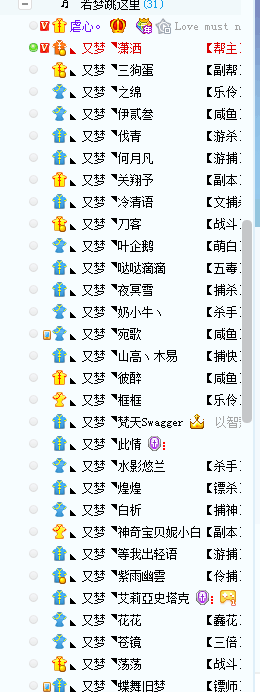 若梦跳这里 (31)
虐心。 Love must n
又梦 ◥潇洒 【帮主
◣ 又梦 ◥三狗蛋 【副帮
◣ 又梦 ◥之绵 【乐伶
◣ 又梦 ◥伊贰叁 【咸鱼
◣ 又梦 ◥伐青 【游杀
◣ 又梦 ◥何月凡 【游捕
◣ 又梦 ◥关翔予 【副本
◣ 又梦 ◥冷清语 【文捕
◣ 又梦 ◥刀客 【战斗
◣ 又梦 ◥叶企鹅 【萌白
◣ 又梦 ◥哒哒滴滴 【五毒
◣ 又梦 ◥夜冥雪 【捕杀
◣ 又梦 ◥奶小牛丶 【杀手
◣ 又梦 ◥宛歌 【咸鱼
◣ 又梦 ◥山高丶木易 【捕快
◣ 又梦 ◥彼醉 【咸鱼
◣ 又梦 ◥框框 【乐伶
◣ 又梦 ◥梵天Swagger 以智
◣ 又梦 ◥此情
◣ 又梦 ◥水影悠兰 【杀手
◣ 又梦 ◥煌煌 【镖杀
◣ 又梦 ◥白析 【捕神
◣ 又梦 ◥神奇宝贝妮小白 【副本
◣ 又梦 ◥等我出轻语 【游捕
◣ 又梦 ◥紫雨幽雲 【伶捕
◣ 又梦 ◥艾莉亞史塔克
◣ 又梦 ◥花花 【鑫花
◣ 又梦 ◥苍镜 【三倍
◣ 又梦 ◥荡荡 【战斗
◣ 又梦 ◥蝶舞旧梦 【镖师